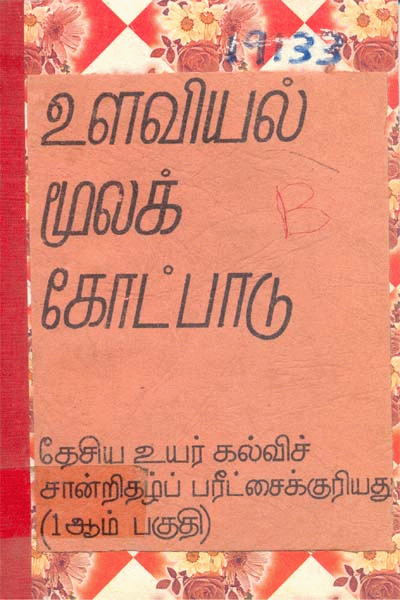 19133
உளவியல்
மூலக்
கோட்பாடு
B
தேசிய உயர் கல்விச்
சான்றிதழ்ப் பரீட்சைக்குரியது
(1ஆம் பகுதி)